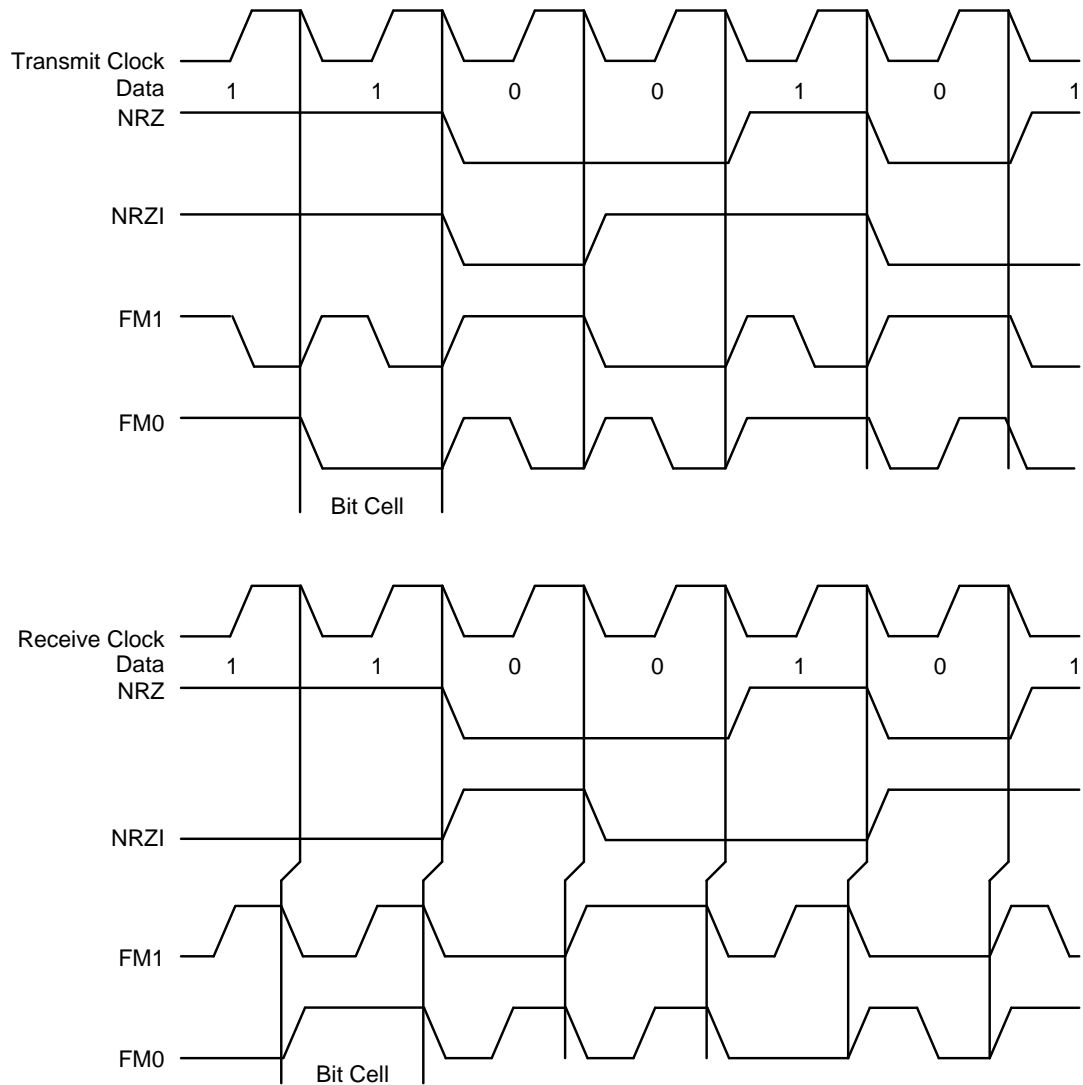 Transmit Clock
Data
1 1 0 0 1 0 1
NRZ
NRZI
FM1
FM0
Bit Cell
Receive Clock
Data
1 1 0 0 1 0 1
NRZ
NRZI
FM1
FM0
Bit Cell